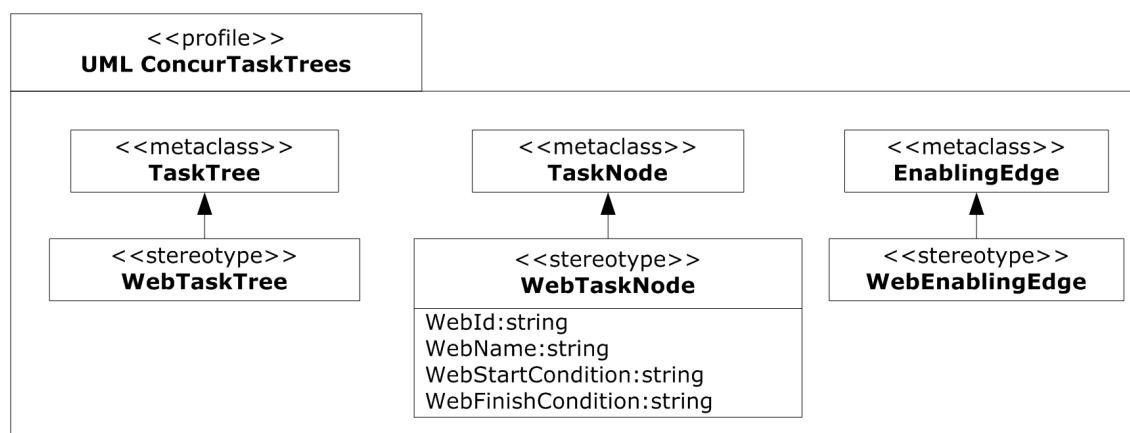 <<profile>>
UML ConcurTaskTrees
<<metaclass>>
TaskTree
<<metaclass>>
TaskNode
<<metaclass>>
EnablingEdge
<<stereotype>>
WebTaskTree
<<stereotype>>
WebTaskNode
WebId:string
WebName:string
WebStartCondition:string
WebFinishCondition:string
<<stereotype>>
WebEnablingEdge